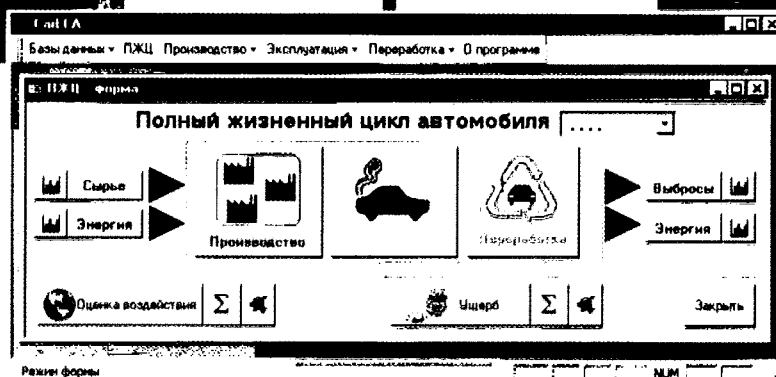 CarLCA
Базы данных ПЖЦ Производство Эксплуатация Переработка О программе
ПЖЦ форма
Полный жизненный цикл автомобиля ....
Сырье
Выбросы
Энергия
Энергия
Производство
Переработка
Оценка воздействия Σ
Ущерб Σ
Закрыть
Режим формы
NUM